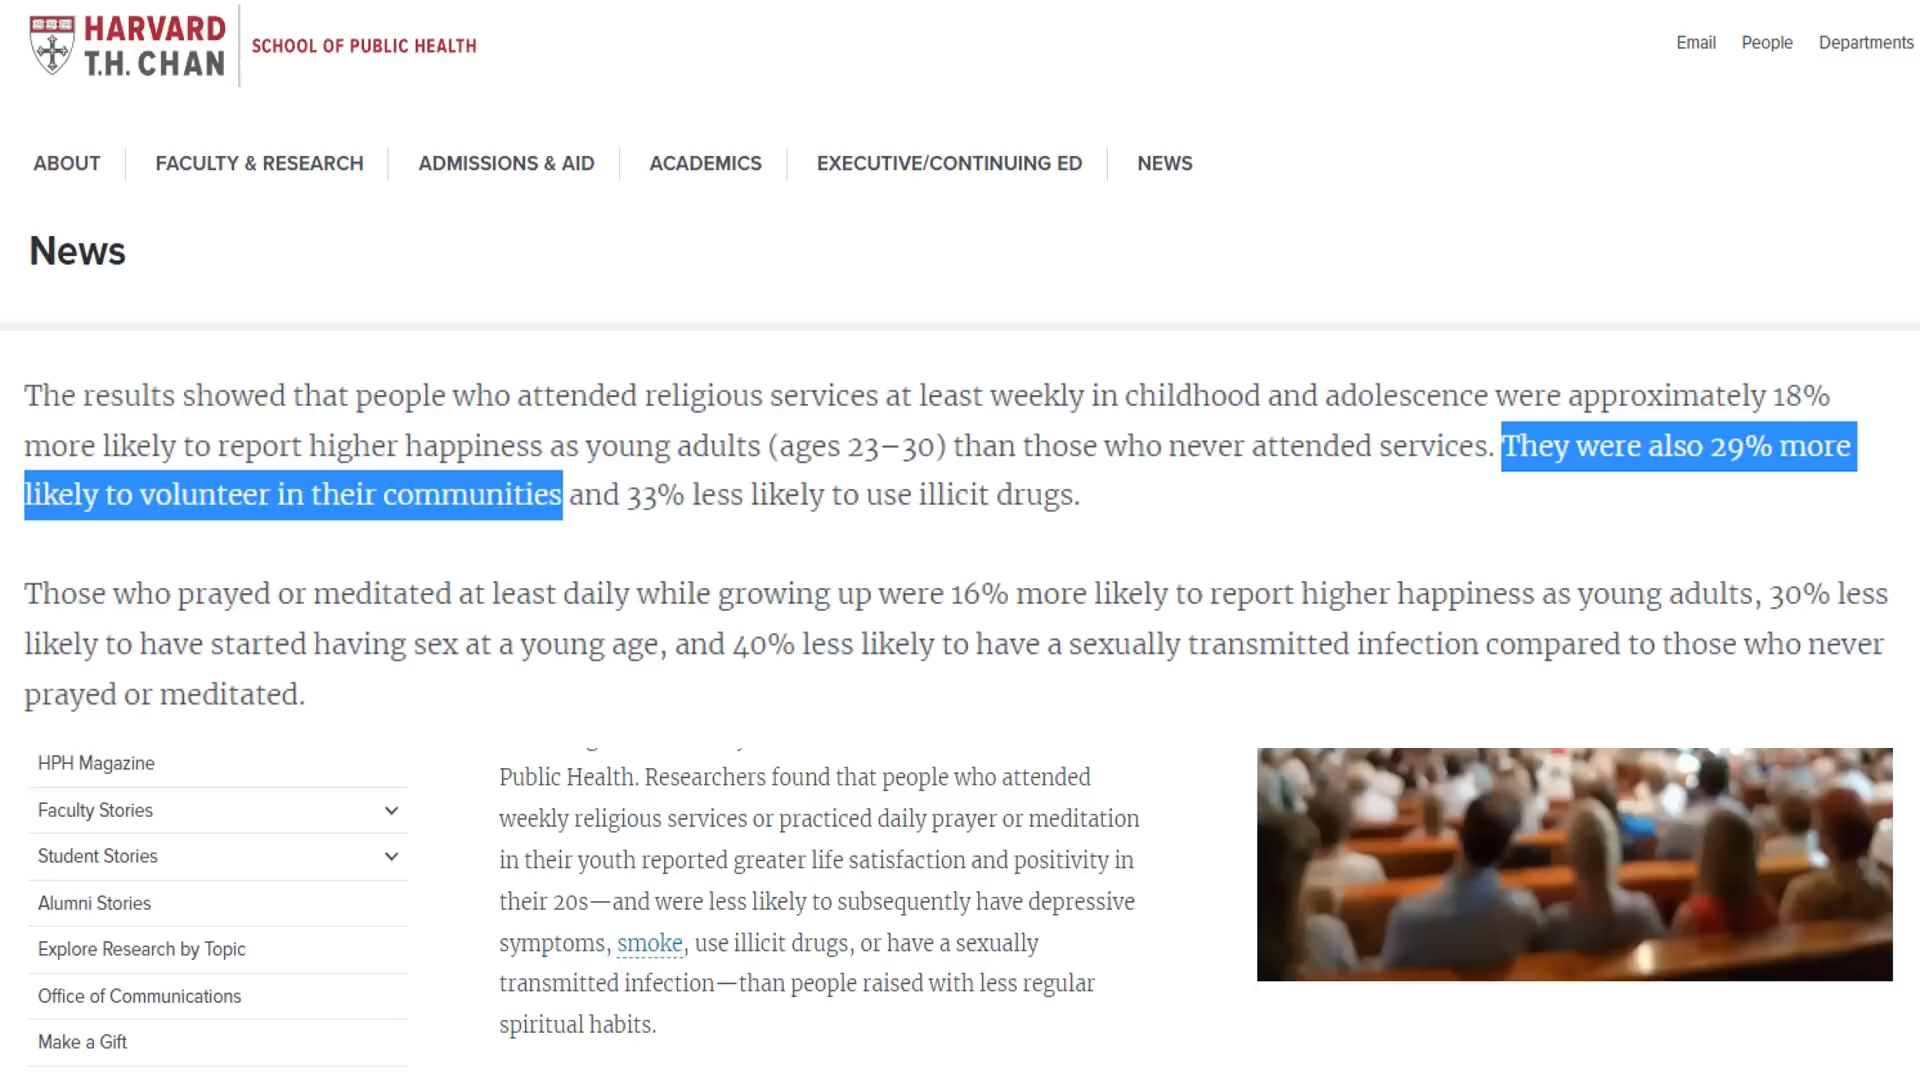 HARVARD
T.H. CHAN
SCHOOL OF PUBLIC HEALTH
Email People Departments
ABOUT FACULTY & RESEARCH ADMISSIONS & AID ACADEMICS EXECUTIVE/CONTINUING ED NEWS
News
The results showed that people who attended religious services at least weekly in childhood and adolescence were approximately 18%
more likely to report higher happiness as young adults (ages 23–30) than those who never attended services. They were also 29% more
likely to volunteer in their communities and 33% less likely to use illicit drugs.
Those who prayed or meditated at least daily while growing up were 16% more likely to report higher happiness as young adults, 30% less
likely to have started having sex at a young age, and 40% less likely to have a sexually transmitted infection compared to those who never
prayed or meditated.
HPH Magazine
Faculty Stories
Student Stories
Alumni Stories
Explore Research by Topic
Office of Communications
Make a Gift
Public Health. Researchers found that people who attended
weekly religious services or practiced daily prayer or meditation
in their youth reported greater life satisfaction and positivity in
their 20s—and were less likely to subsequently have depressive
symptoms, smoke, use illicit drugs, or have a sexually
transmitted infection—than people raised with less regular
spiritual habits.